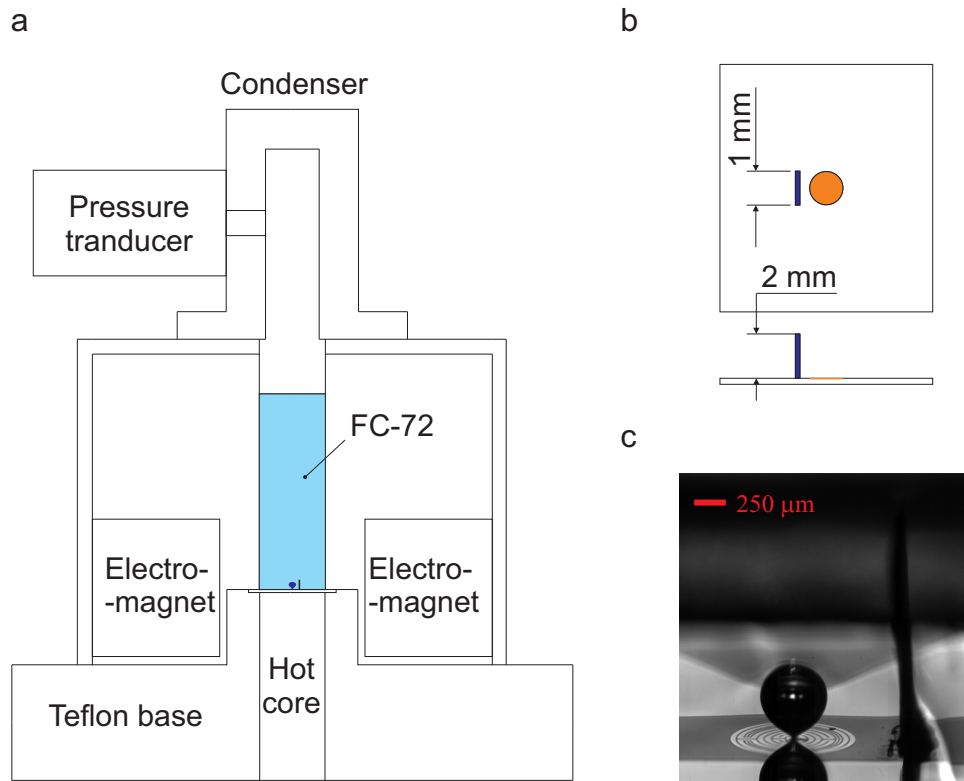 a
Condenser
Pressure
tranducer
FC-72
Electro-
-magnet
Electro-
-magnet
Hot
core
Teflon base
b
1 mm
2 mm
c
250 μm